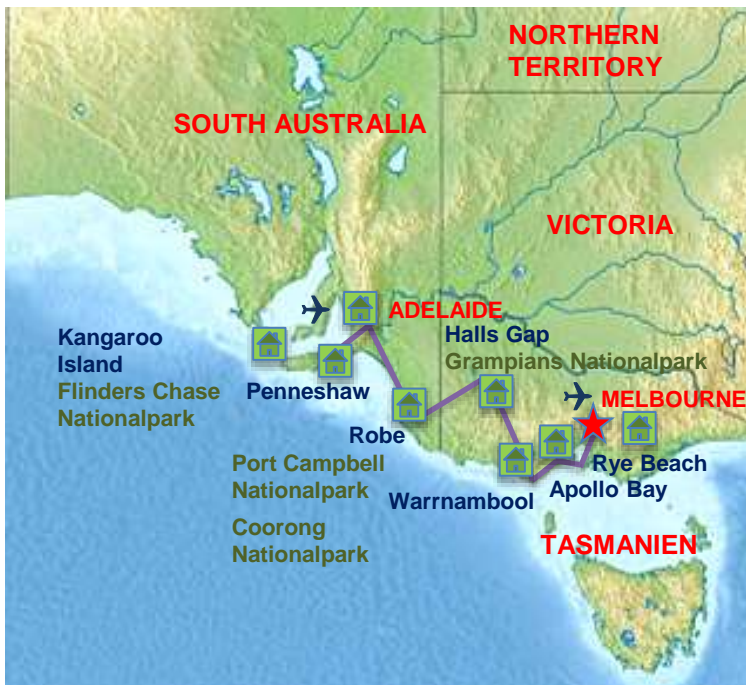 NORTHERN
TERRITORY
SOUTH AUSTRALIA
VICTORIA
ADELAIDE
Kangaroo
Island
Flinders Chase
Nationalpark
Halls Gap
Grampians Nationalpark
Penneshaw
MELBOURNE
Robe
Port Campbell
Nationalpark
Rye Beach
Warrnambool
Apollo Bay
Coorong
Nationalpark
TASMANIEN